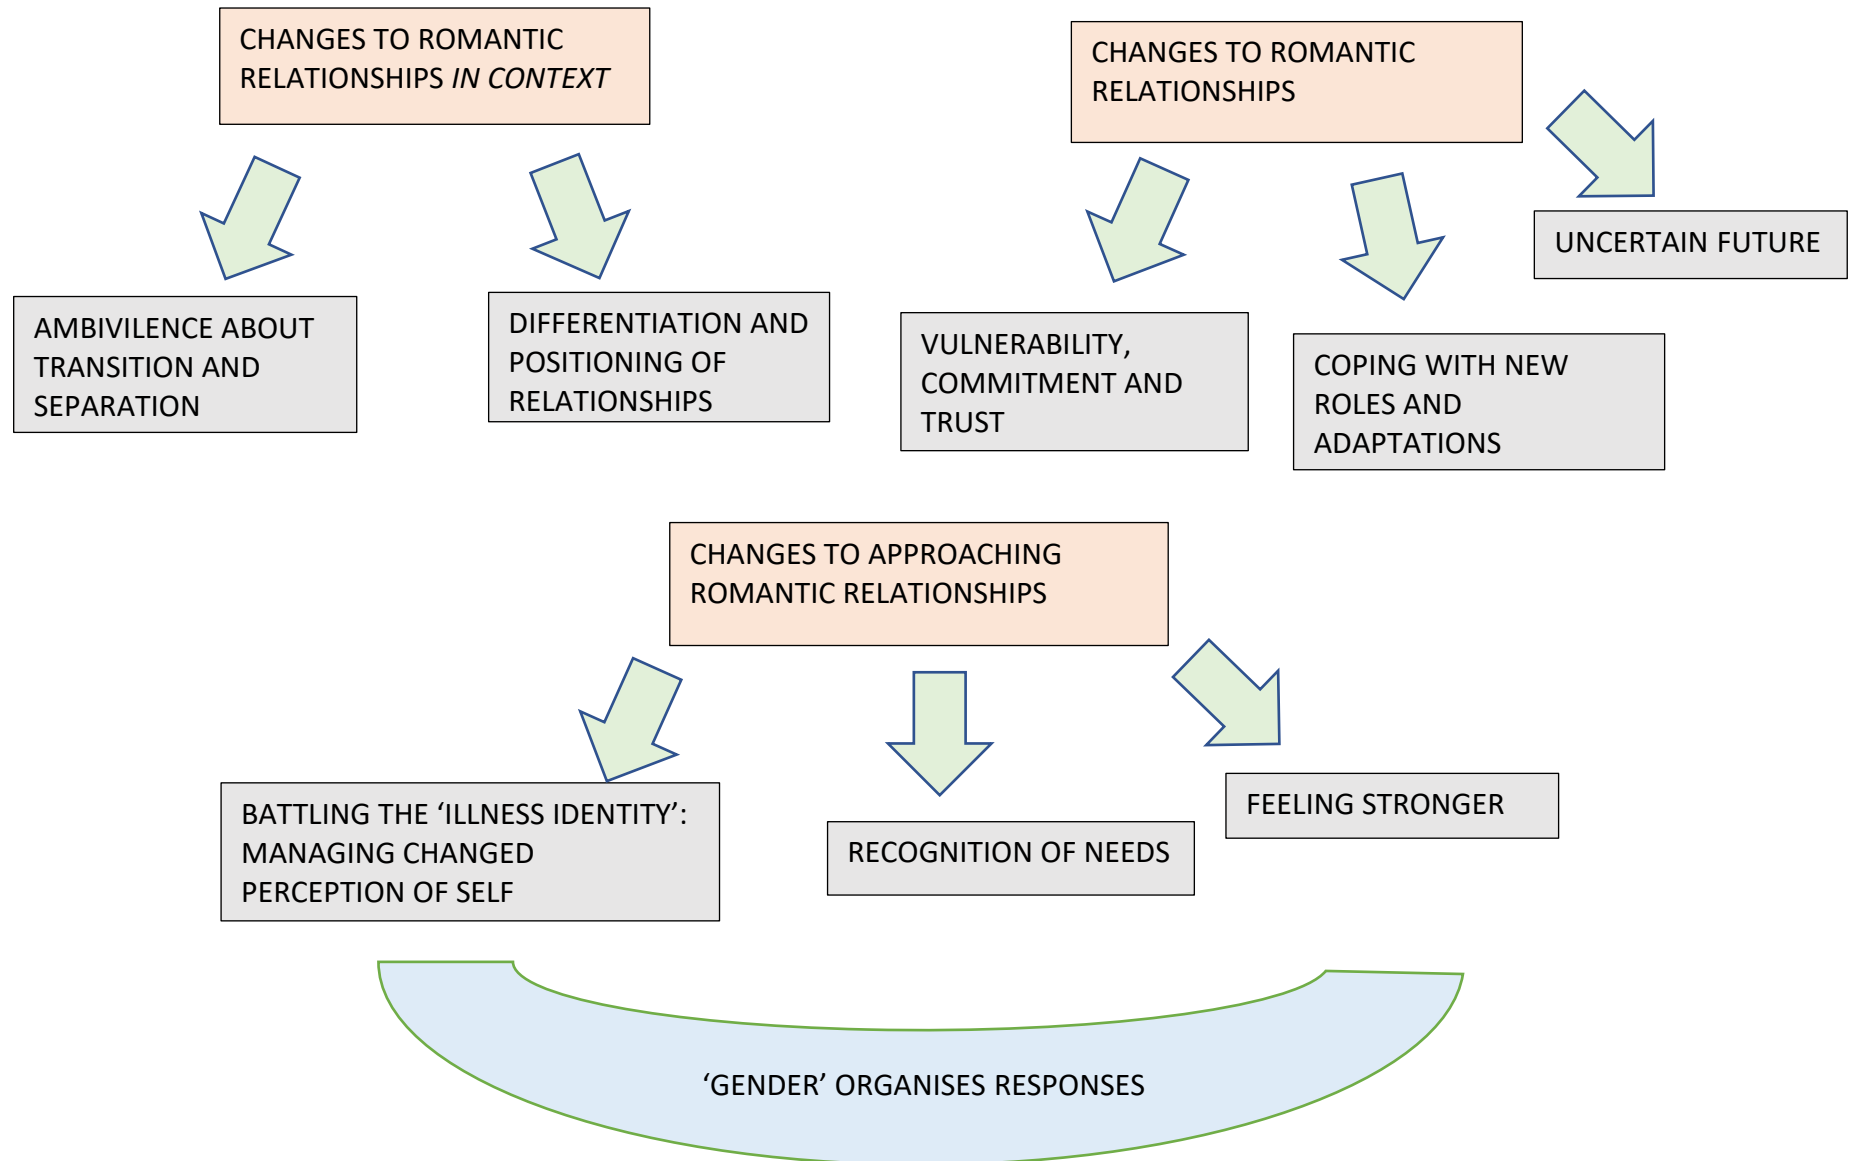 CHANGES TO ROMANTIC
RELATIONSHIPS IN CONTEXT
CHANGES TO ROMANTIC
RELATIONSHIPS
UNCERTAIN FUTURE
AMBIVILENCE ABOUT
TRANSITION AND
SEPARATION
DIFFERENTIATION AND
POSITIONING OF
RELATIONSHIPS
VULNERABILITY,
COMMITMENT AND
TRUST
COPING WITH NEW
ROLES AND
ADAPTATIONS
CHANGES TO APPROACHING
ROMANTIC RELATIONSHIPS
BATTLING THE ‘ILLNESS IDENTITY’:
MANAGING CHANGED
PERCEPTION OF SELF
RECOGNITION OF NEEDS
FEELING STRONGER
‘GENDER’ ORGANISES RESPONSES